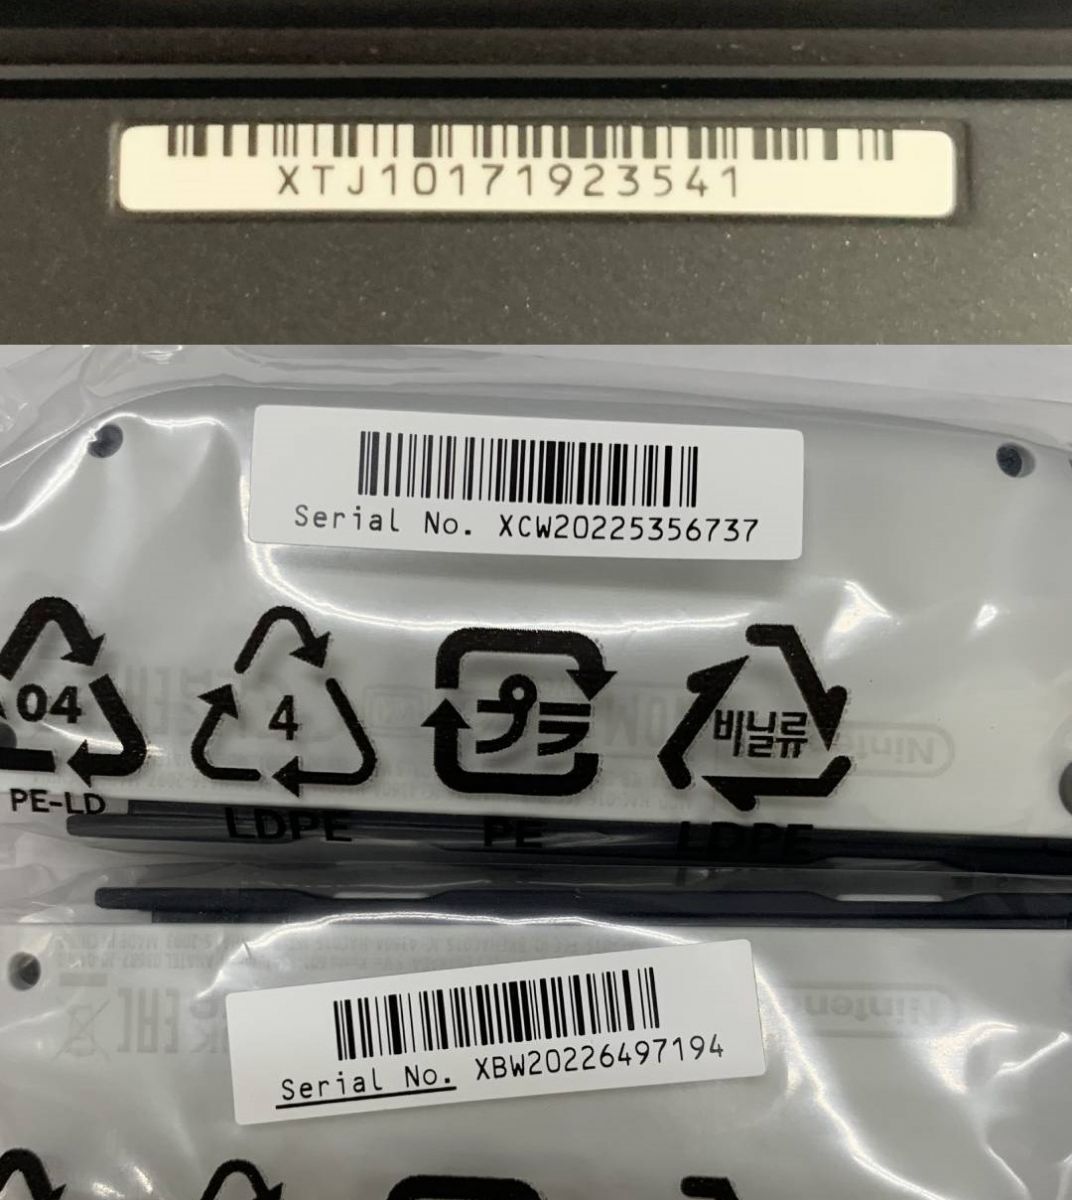 XTJ10171923541
Serial No. XCW20225356737
04
4
プラ
비닐류
PE-LD
LDPE
PE
LDPE
Serial No. XBW20226497194